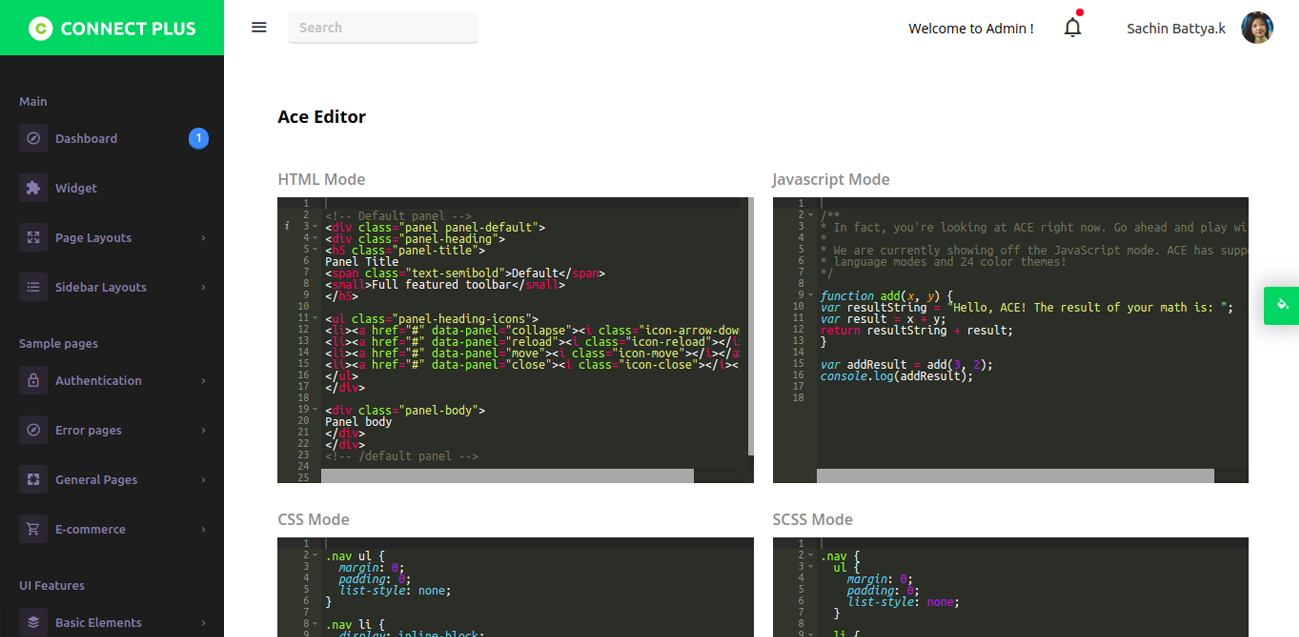 CONNECT PLUS
Search
Welcome to Admin !
Sachin Battya.k
Main
Dashboard
1
Widget
Page Layouts
Sidebar Layouts
Sample pages
Authentication
Error pages
General Pages
E-commerce
UI Features
Basic Elements
Ace Editor
HTML Mode
1
2 <!-- Default panel -->
i 3 <div class="panel panel-default">
4 <div class="panel-heading">
5 <h5 class="panel-title">
6 Panel Title
7 <span class="text-semibold">Default</span>
8 <small>Full featured toolbar</small>
9 </h5>
10
11 <ul class="panel-heading-icons">
12 <li><a href="#" data-panel="collapse"><i class="icon-arrow-dow
13 <li><a href="#" data-panel="reload"><i class="icon-reload"></i
14 <li><a href="#" data-panel="move"><i class="icon-move"></i></a
15 <li><a href="#" data-panel="close"><i class="icon-close"></i><
16 </ul>
17 </div>
18
19 <div class="panel-body">
20 Panel body
21 </div>
22 </div>
23 <!-- /default panel -->
24
25
Javascript Mode
1
2 /**
3 * In fact, you're looking at ACE right now. Go ahead and play wi
4 *
5 * We are currently showing off the JavaScript mode. ACE has supp
6 * language modes and 24 color themes!
7 */
8
9 function add(x, y) {
10 var resultString = "Hello, ACE! The result of your math is: ";
11 var result = x + y;
12 return resultString + result;
13 }
14
15 var addResult = add(3, 2);
16 console.log(addResult);
17
18
CSS Mode
1
2 .nav ul {
3 margin: 0;
4 padding: 0;
5 list-style: none;
6 }
7
8 .nav li {
9 display: inline-block;
SCSS Mode
1
2 .nav {
3 ul {
4 margin: 0;
5 padding: 0;
6 list-style: none;
7 }
8
9 li {